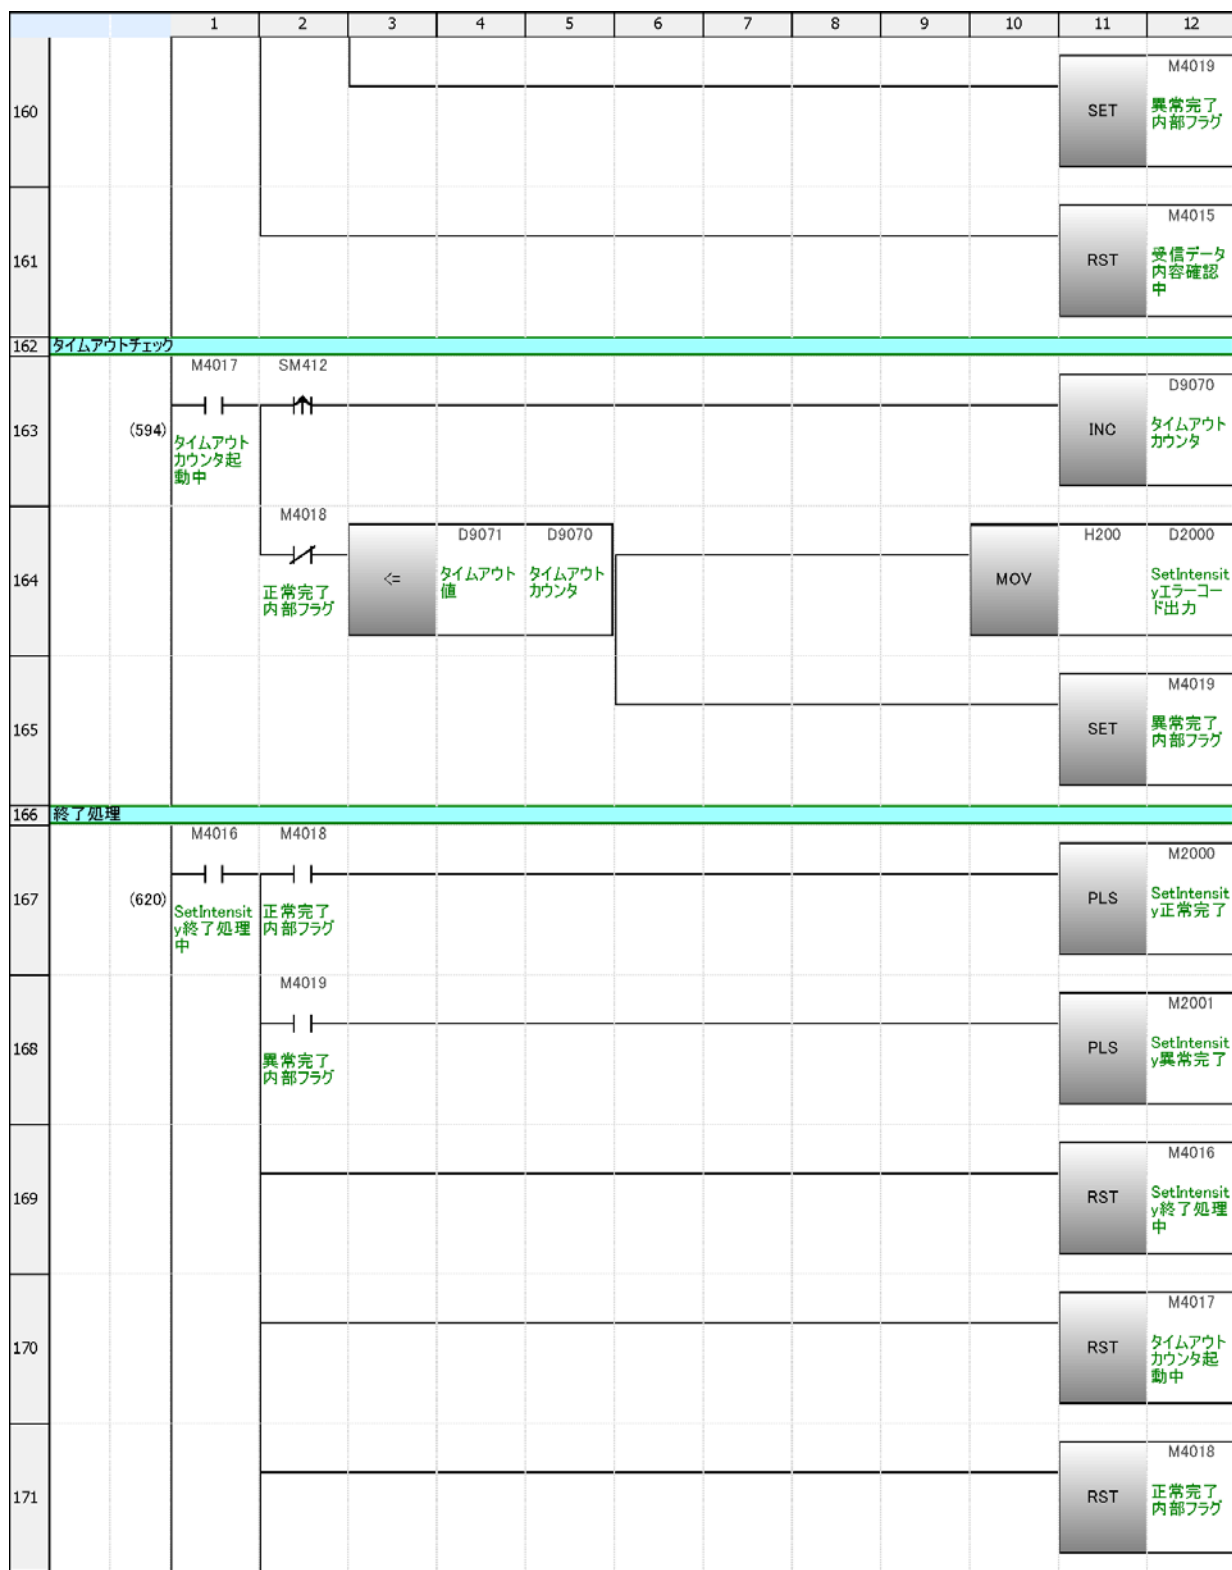 1 2 3 4 5 6 7 8 9 10 11 12
160
SET
M4019
異常完了
内部フラグ
161
RST
M4015
受信データ
内容確認
中
162 タイムアウトチェック
163 (594)
M4017
タイムアウト
カウンタ起
動中
SM412
INC
D9070
タイムアウト
カウンタ
164
M4018
正常完了
内部フラグ
<=
D9071
タイムアウト
値
D9070
タイムアウト
カウンタ
MOV
H200
D2000
SetIntensit
yエラーコー
ド出力
165
SET
M4019
異常完了
内部フラグ
166 終了処理
167 (620)
M4016
SetIntensit
y終了処理
中
M4018
正常完了
内部フラグ
PLS
M2000
SetIntensit
y正常完了
168
M4019
異常完了
内部フラグ
PLS
M2001
SetIntensit
y異常完了
169
RST
M4016
SetIntensit
y終了処理
中
170
RST
M4017
タイムアウト
カウンタ起
動中
171
RST
M4018
正常完了
内部フラグ